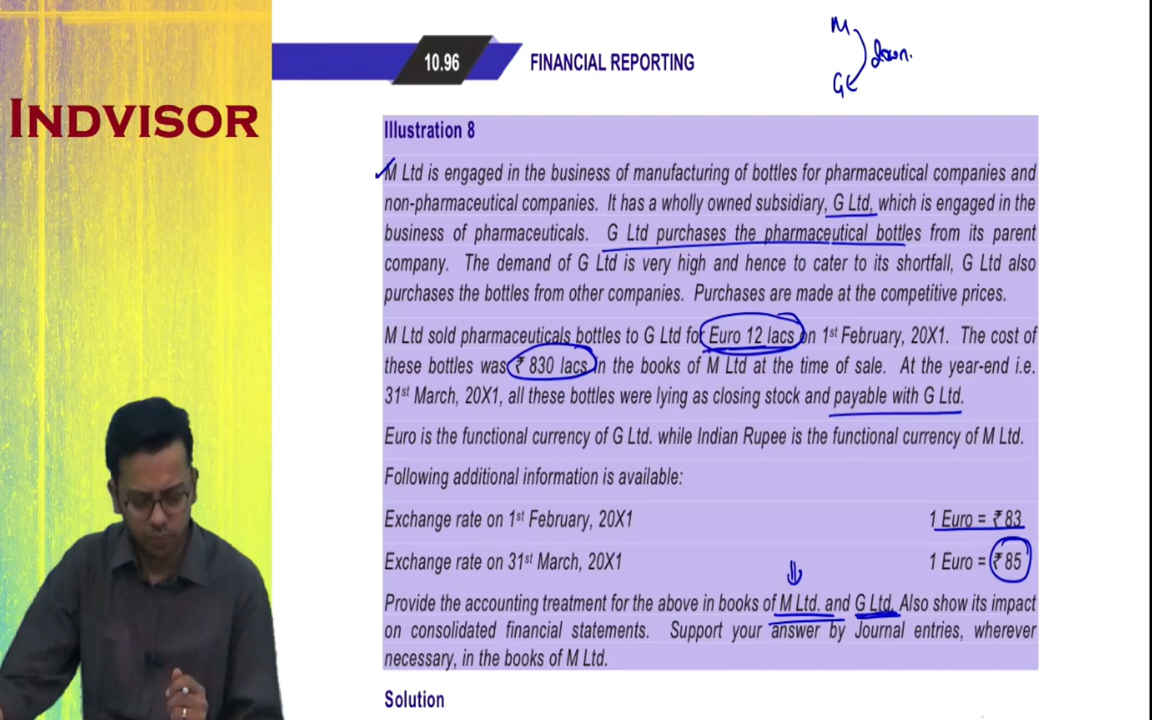 INDVISOR
10.96
FINANCIAL REPORTING
M
G
down.
Illustration 8
M Ltd is engaged in the business of manufacturing of bottles for pharmaceutical companies and
non-pharmaceutical companies. It has a wholly owned subsidiary, G Ltd, which is engaged in the
business of pharmaceuticals. G Ltd purchases the pharmaceutical bottles from its parent
company. The demand of G Ltd is very high and hence to cater to its shortfall, G Ltd also
purchases the bottles from other companies. Purchases are made at the competitive prices.
M Ltd sold pharmaceuticals bottles to G Ltd for Euro 12 lacs on 1st February, 20X1. The cost of
these bottles was ₹ 830 lacs in the books of M Ltd at the time of sale. At the year-end i.e.
31st March, 20X1, all these bottles were lying as closing stock and payable with G Ltd.
Euro is the functional currency of G Ltd. while Indian Rupee is the functional currency of M Ltd.
Following additional information is available:
Exchange rate on 1st February, 20X1 1 Euro = ₹ 83
Exchange rate on 31st March, 20X1 1 Euro = ₹ 85
Provide the accounting treatment for the above in books of M Ltd. and G Ltd. Also show its impact
on consolidated financial statements. Support your answer by Journal entries, wherever
necessary, in the books of M Ltd.
Solution